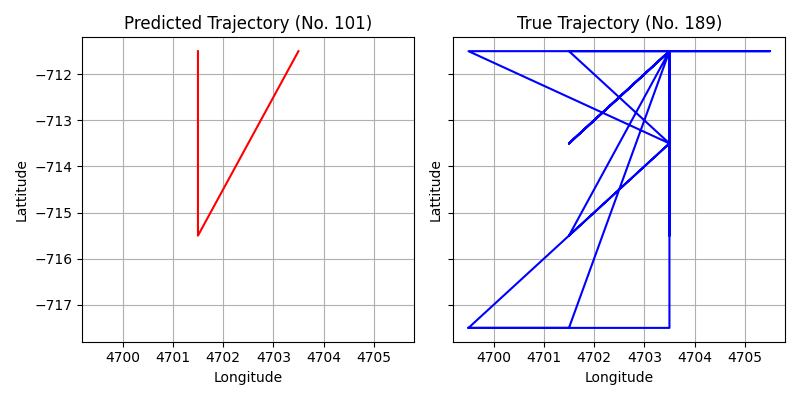 Predicted Trajectory (No. 101)
True Trajectory (No. 189)
Lattitude
−712
−713
−714
−715
−716
−717
4700 4701 4702 4703 4704 4705
Longitude
Lattitude
4700 4701 4702 4703 4704 4705
Longitude